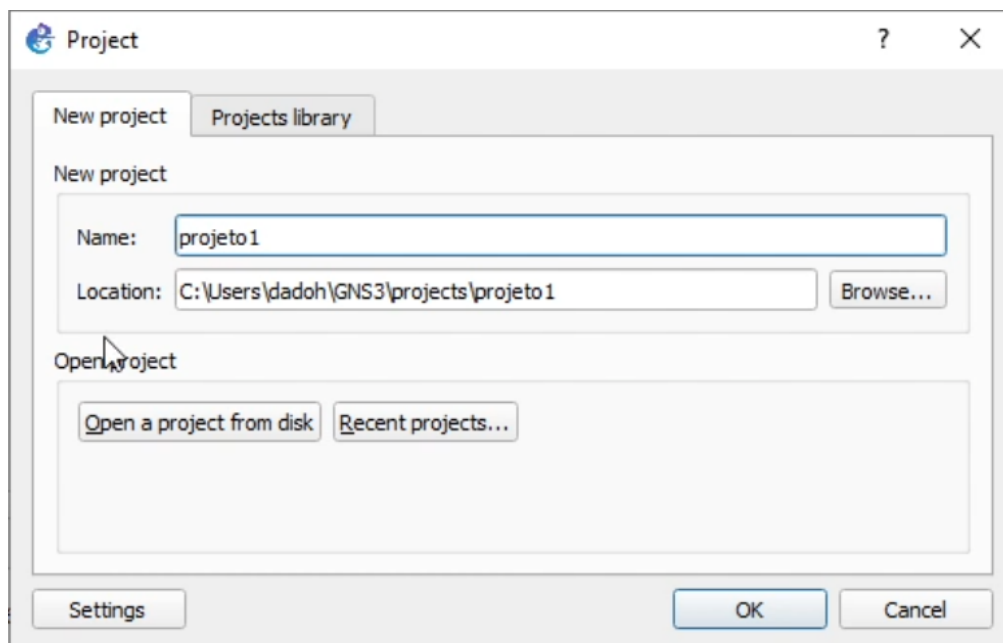 Project
New project
Projects library
New project
Name: projeto1
Location: C:\Users\dadoh\GNS3\projects\projeto1 Browse...
Open project
Open a project from disk Recent projects...
Settings OK Cancel